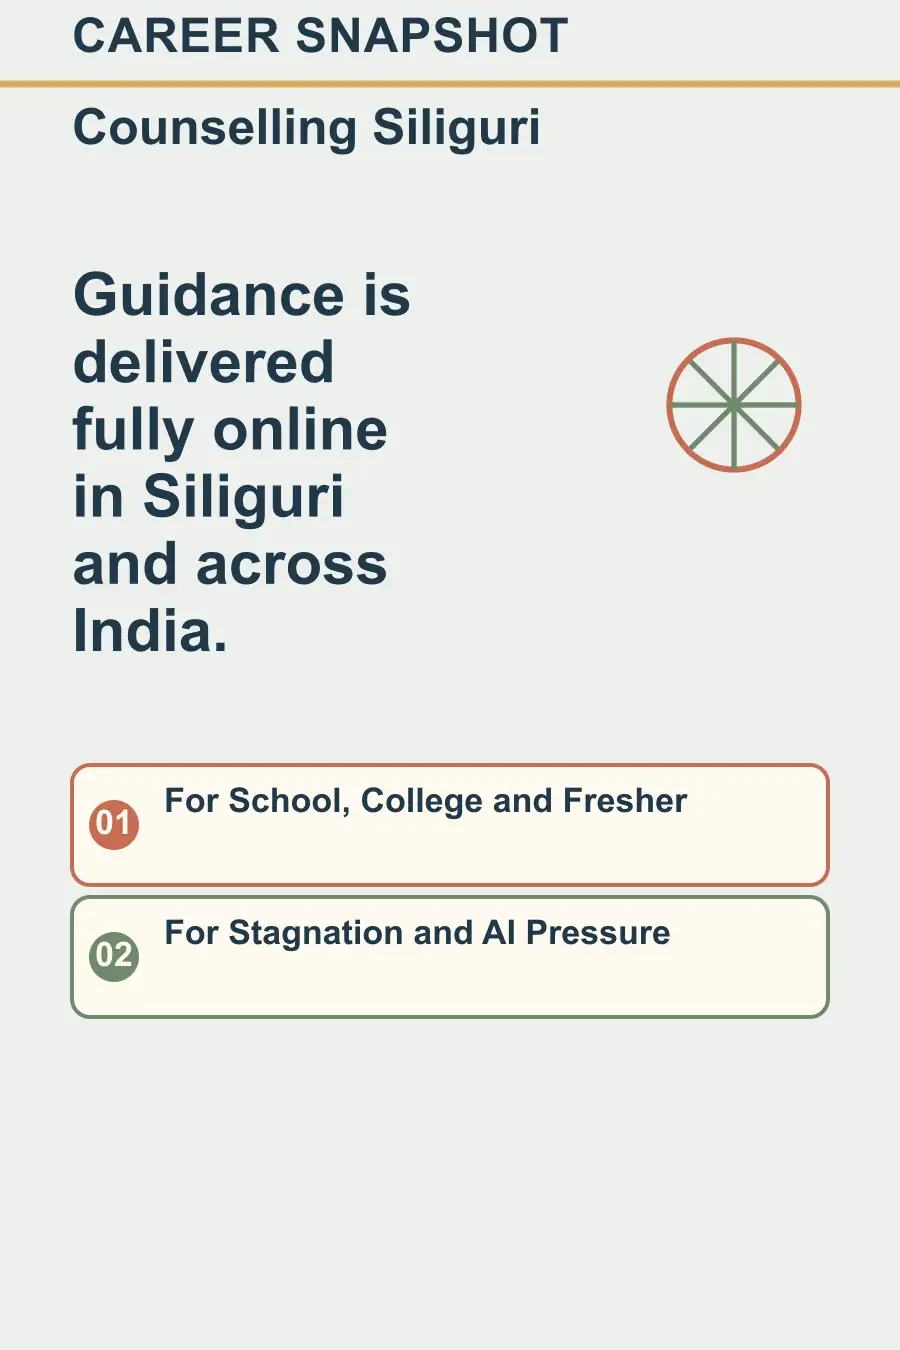 CAREER SNAPSHOT
Counselling Siliguri
Guidance is
delivered
fully online
in Siliguri
and across
India.
01
For School, College and Fresher
02
For Stagnation and AI Pressure